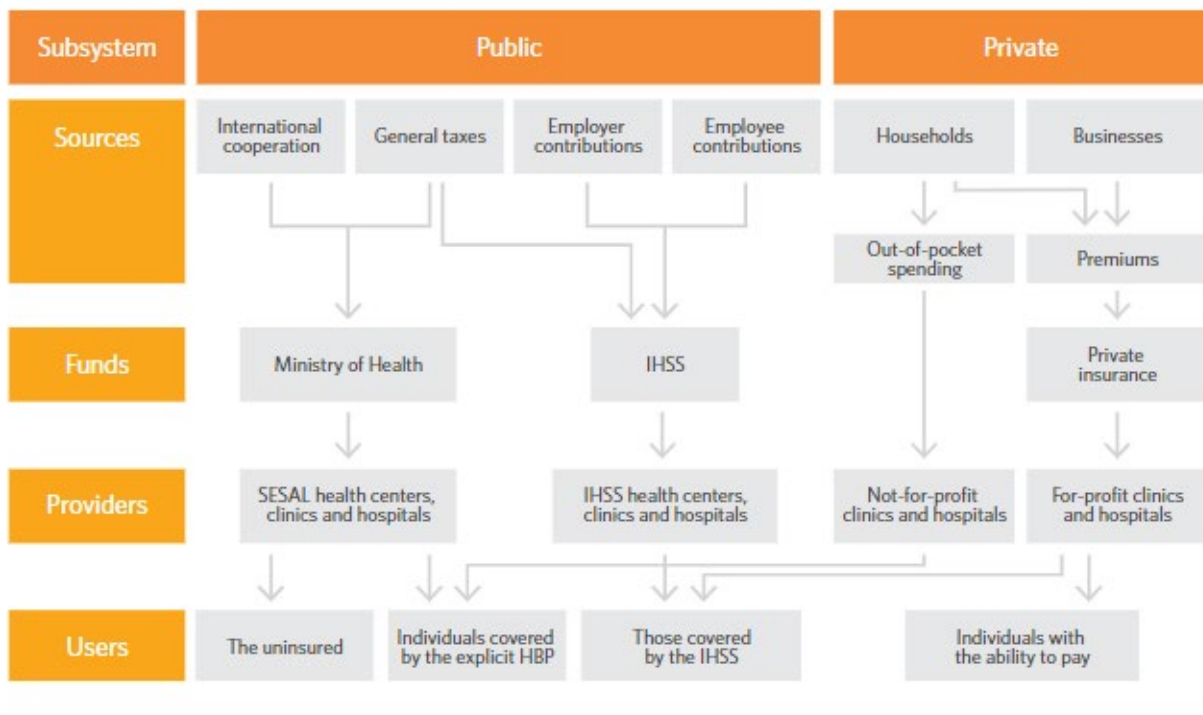 Subsystem
Public
Private
Sources
International
cooperation
General taxes
Employer
contributions
Employee
contributions
Households
Businesses
Out-of-pocket
spending
Premiums
Funds
Ministry of Health
IHSS
Private
insurance
Providers
SESAL health centers,
clinics and hospitals
IHSS health centers,
clinics and hospitals
Not-for-profit
clinics and hospitals
For-profit clinics
and hospitals
Users
The uninsured
Individuals covered
by the explicit HBP
Those covered
by the IHSS
Individuals with
the ability to pay